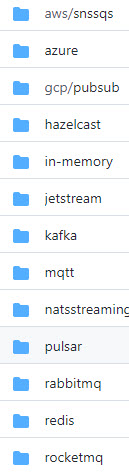 aws/snssqs
azure
gcp/pubsub
hazelcast
in-memory
jetstream
kafka
mqtt
natsstreaming
pulsar
rabbitmq
redis
rocketmq